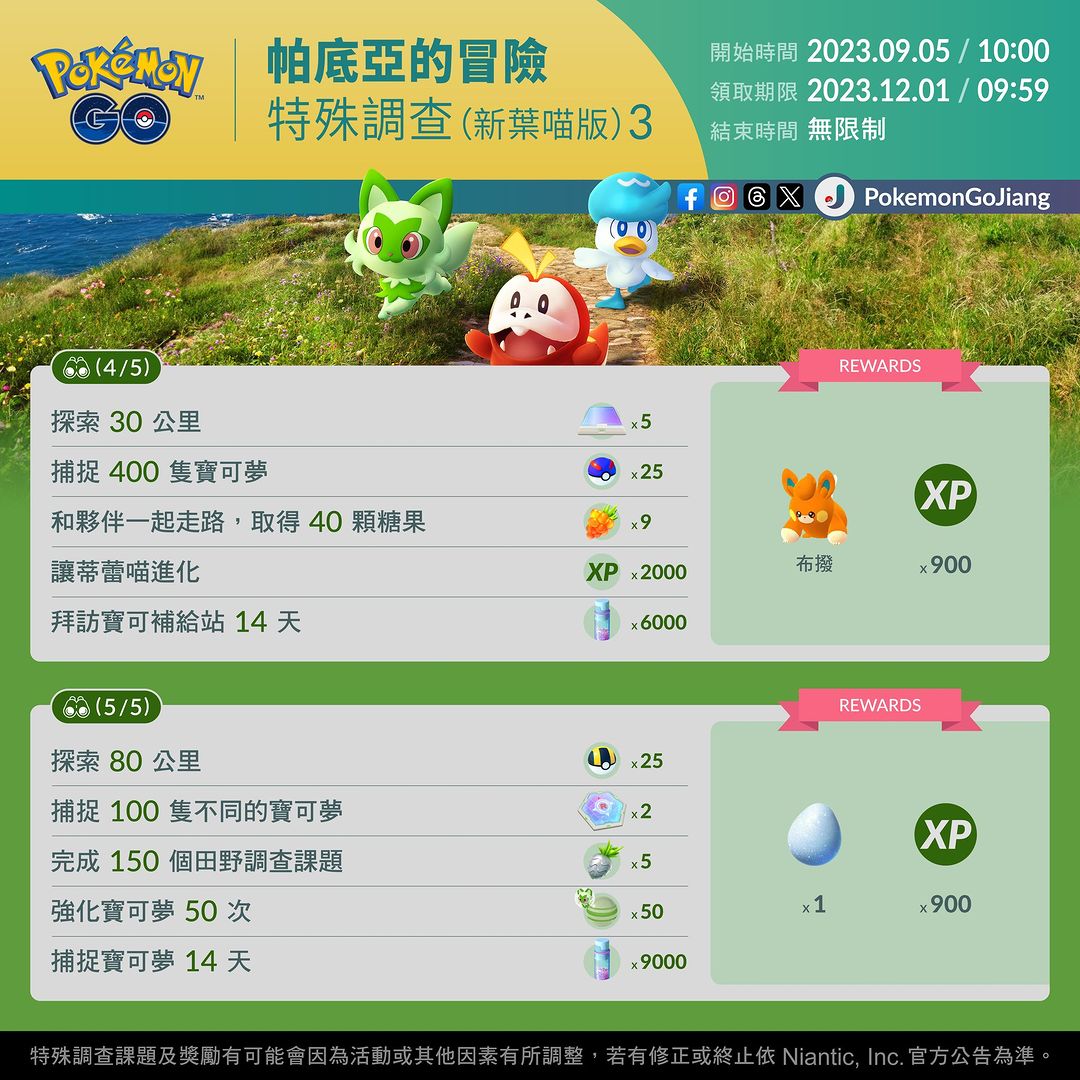 POKÉMON GO TM
帕底亞的冒險
特殊調查(新葉喵版)3
開始時間 2023.09.05 / 10:00
領取期限 2023.12.01 / 09:59
結束時間 無限制
PokemonGoJiang
(4/5)
REWARDS
探索 30 公里 x5
捕捉 400 隻寶可夢 x25
和夥伴一起走路,取得 40 顆糖果 x9
讓蒂蕾喵進化 XP x2000
拜訪寶可補給站 14 天 x6000
布撥
XP
x900
(5/5)
REWARDS
探索 80 公里 x25
捕捉 100 隻不同的寶可夢 x2
完成 150 個田野調查課題 x5
強化寶可夢 50 次 x50
捕捉寶可夢 14 天 x9000
x1
XP
x900
特殊調查課題及獎勵有可能會因為活動或其他因素有所調整,若有修正或終止依 Niantic, Inc. 官方公告為準。